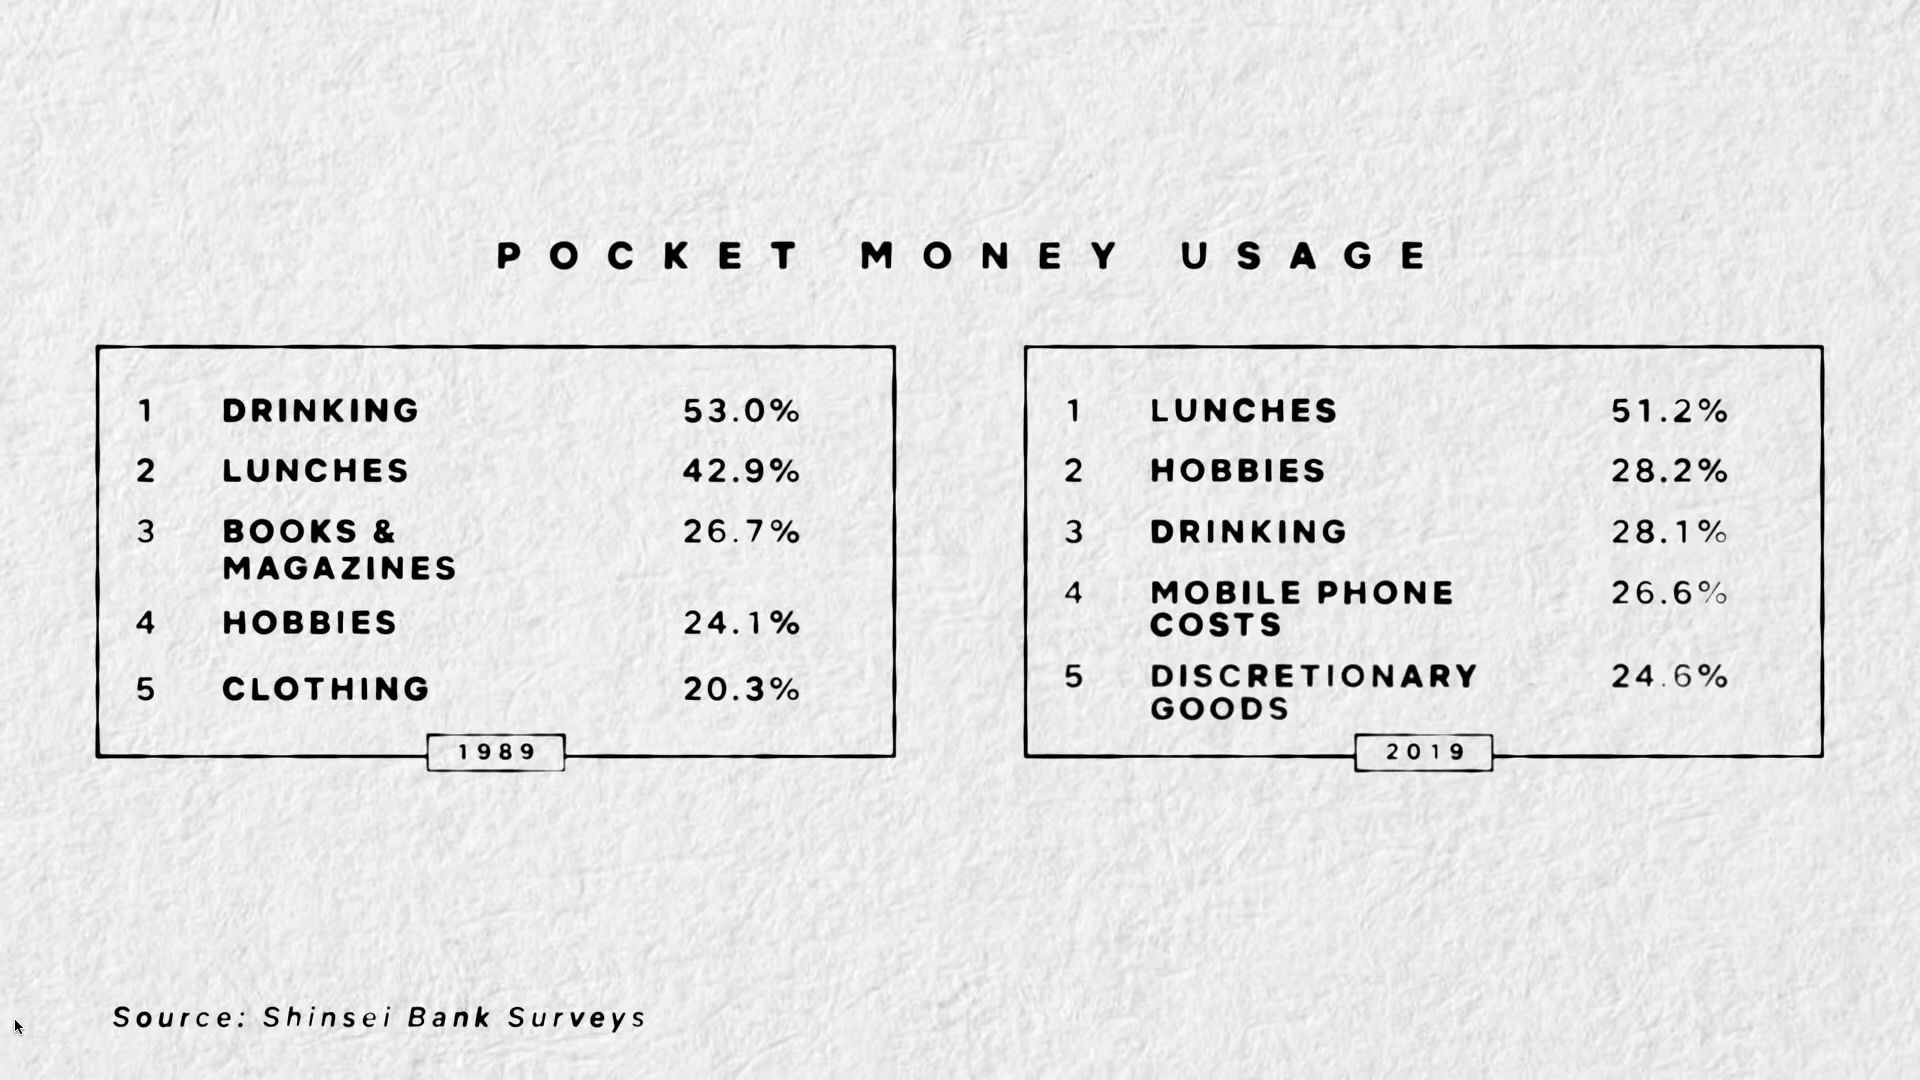 POCKET MONEY USAGE
1 DRINKING 53.0%
2 LUNCHES 42.9%
3 BOOKS & 26.7%
MAGAZINES
4 HOBBIES 24.1%
5 CLOTHING 20.3%
1989
1 LUNCHES 51.2%
2 HOBBIES 28.2%
3 DRINKING 28.1%
4 MOBILE PHONE 26.6%
COSTS
5 DISCRETIONARY 24.6%
GOODS
2019
Source: Shinsei Bank Surveys